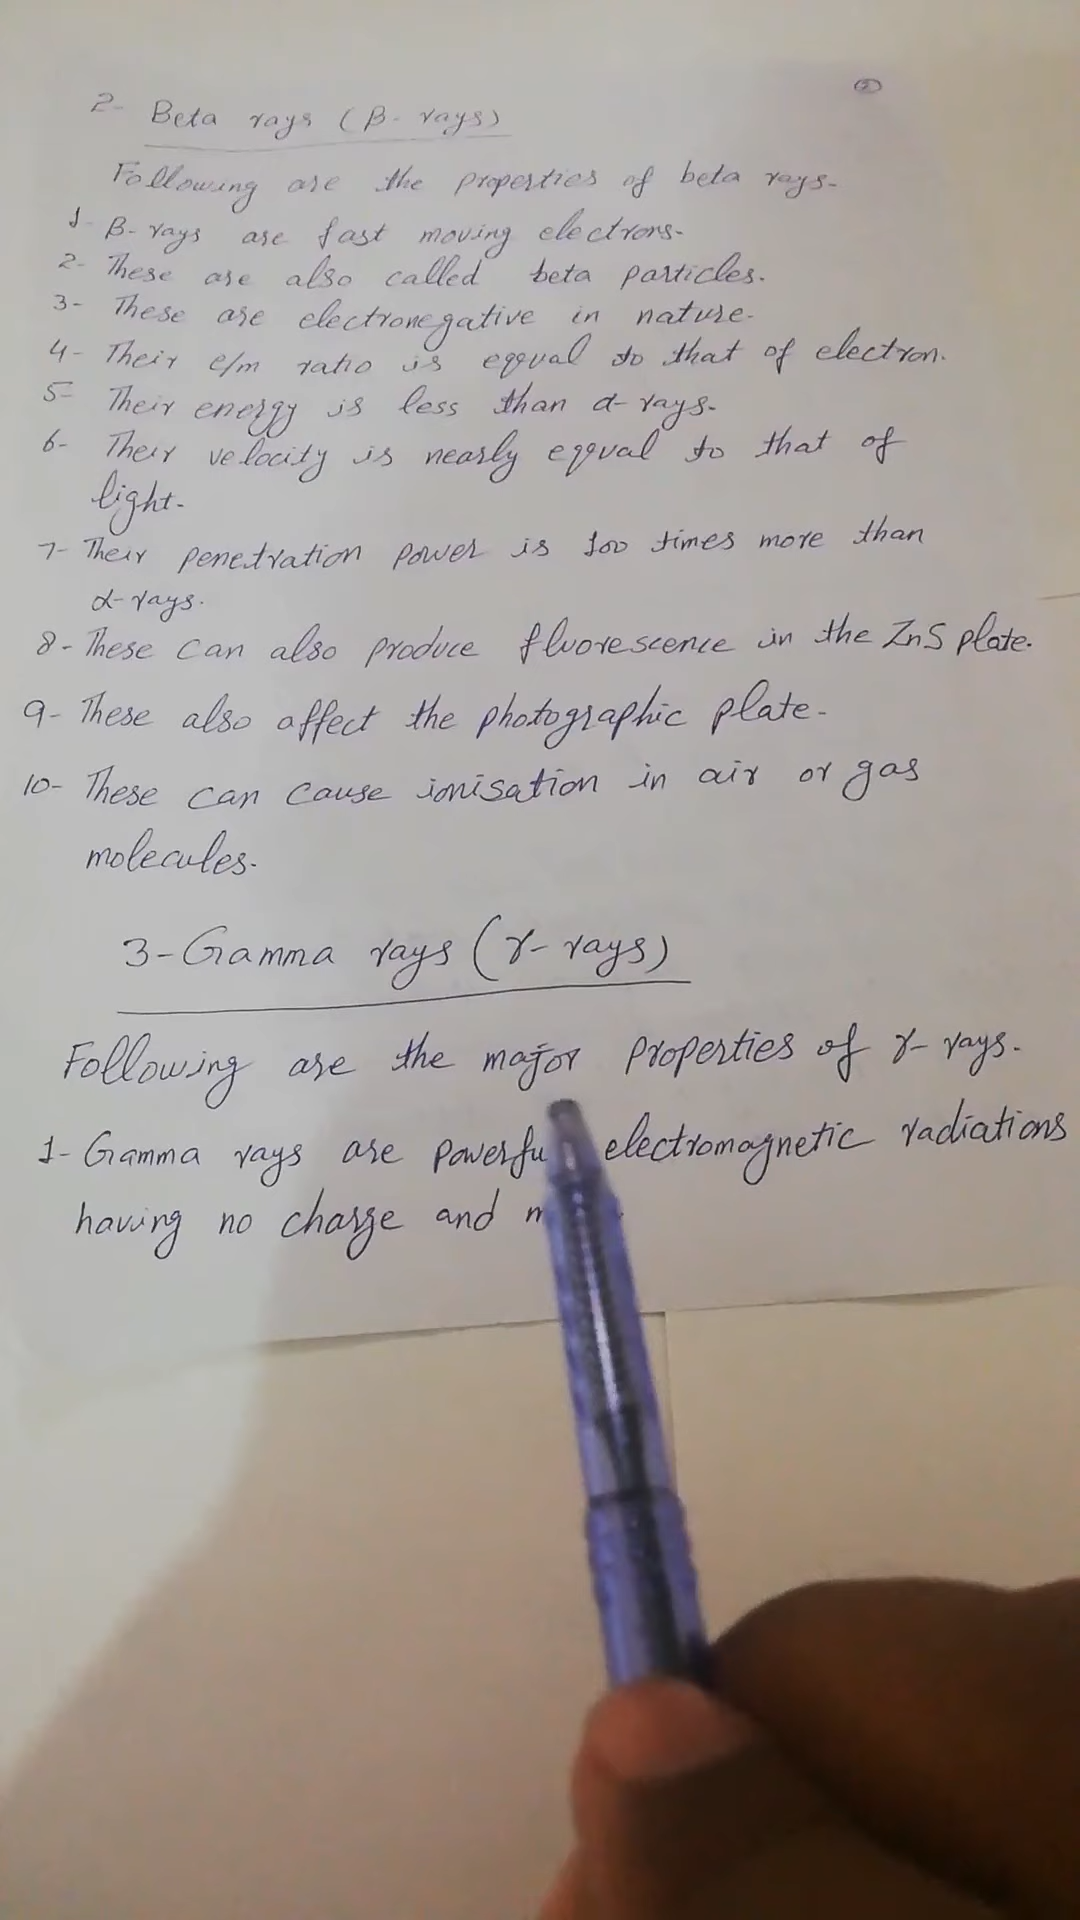 ②
2- Beta rays (β-rays)
Following are the properties of beta rays-
1- β-rays are fast moving electrons-
2- These are also called beta particles.
3- These are electronegative in nature-
4- Their e/m ratio is eqqual to that of electron.
5- Their energy is less than α-rays-
6- Their velocity is nearly eqqual to that of
light-
7- Their penetration power is 100 times more than
α-rays.
8- These can also produce fluorescence in the ZnS plate.
9- These also affect the photographic plate-
10- These can cause ionisation in air or gas
molecules-
3- Gamma rays (γ-rays)
Following are the major properties of γ-rays.
1- Gamma rays are electromagnetic radiations
having no charge and